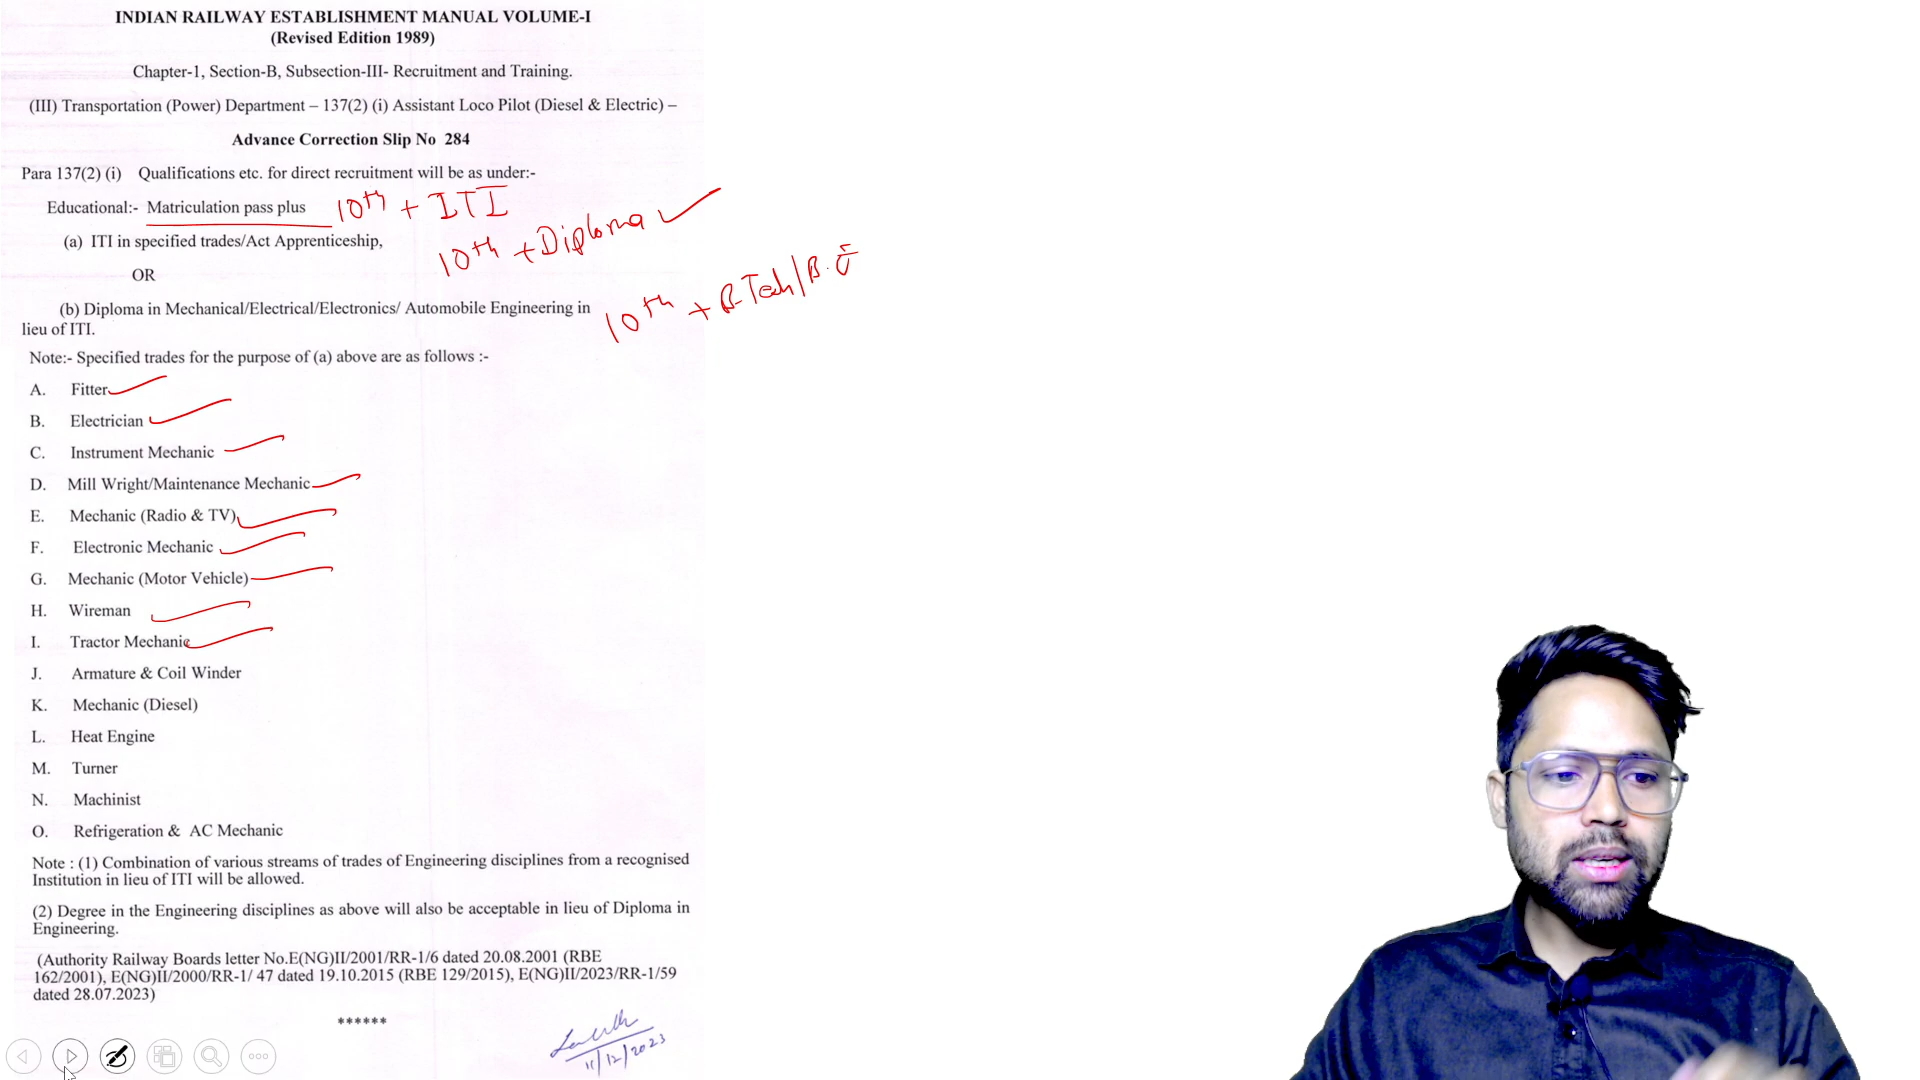 INDIAN RAILWAY ESTABLISHMENT MANUAL VOLUME-I
(Revised Edition 1989)
Chapter-1, Section-B, Subsection-III- Recruitment and Training.
(III) Transportation (Power) Department – 137(2) (i) Assistant Loco Pilot (Diesel & Electric) –
Advance Correction Slip No 284
Para 137(2) (i) Qualifications etc. for direct recruitment will be as under:-
Educational:- Matriculation pass plus 10th + ITI
(a) ITI in specified trades/Act Apprenticeship,
10th + Diploma
OR
10th + B-Tech/B.E
(b) Diploma in Mechanical/Electrical/Electronics/ Automobile Engineering in
lieu of ITI.
Note:- Specified trades for the purpose of (a) above are as follows :-
A. Fitter
B. Electrician
C. Instrument Mechanic
D. Mill Wright/Maintenance Mechanic
E. Mechanic (Radio & TV)
F. Electronic Mechanic
G. Mechanic (Motor Vehicle)
H. Wireman
I. Tractor Mechanic
J. Armature & Coil Winder
K. Mechanic (Diesel)
L. Heat Engine
M. Turner
N. Machinist
O. Refrigeration & AC Mechanic
Note : (1) Combination of various streams of trades of Engineering disciplines from a recognised
Institution in lieu of ITI will be allowed.
(2) Degree in the Engineering disciplines as above will also be acceptable in lieu of Diploma in
Engineering.
(Authority Railway Boards letter No.E(NG)II/2001/RR-1/6 dated 20.08.2001 (RBE
162/2001), E(NG)II/2000/RR-1/ 47 dated 19.10.2015 (RBE 129/2015), E(NG)II/2023/RR-1/59
dated 28.07.2023)
******
11/12/2023